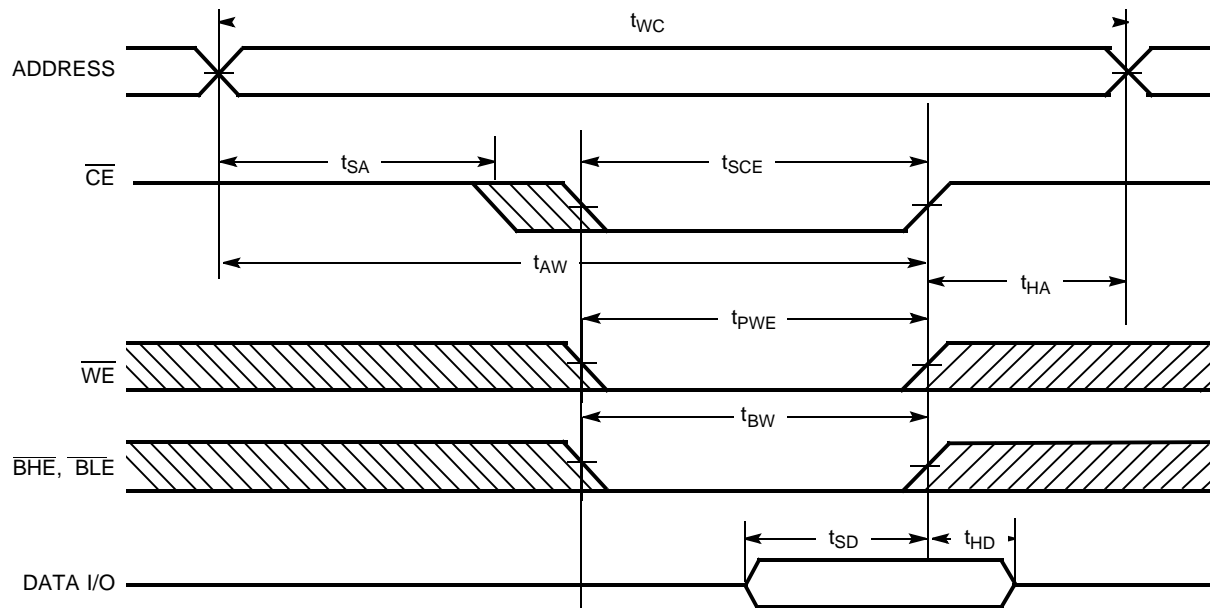 tWC
ADDRESS
tSA
tSCE
CE
tAW
tHA
tPWE
WE
tBW
BHE, BLE
tSD
tHD
DATA I/O